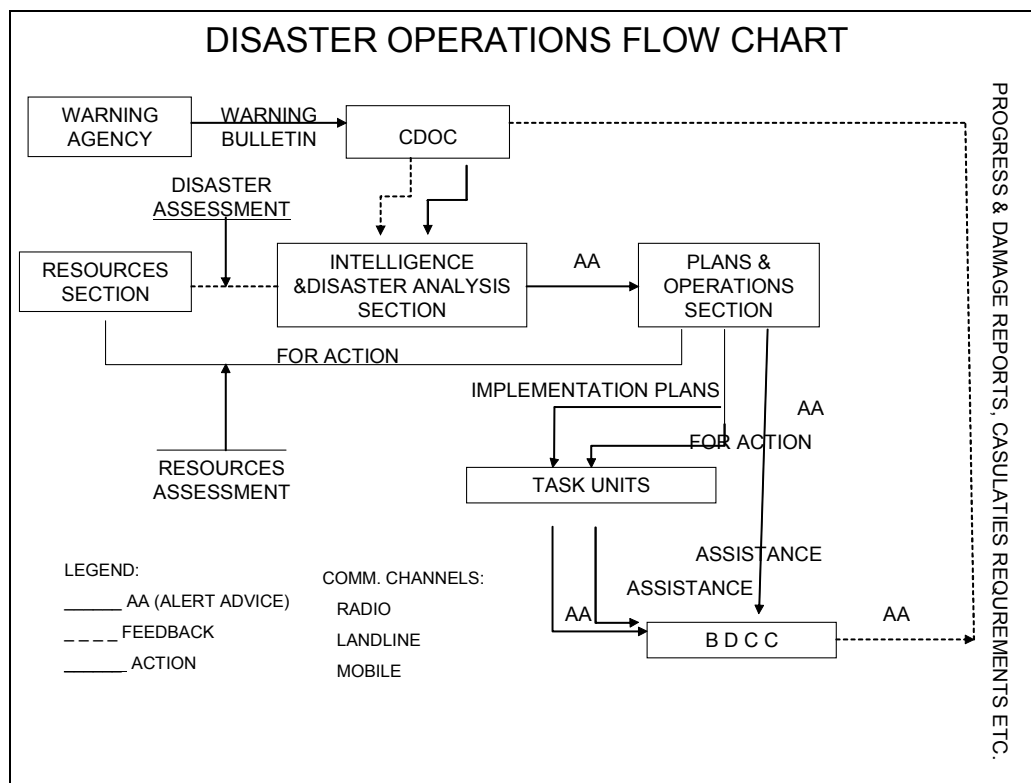 DISASTER OPERATIONS FLOW CHART
WARNING
AGENCY
WARNING
BULLETIN
CDOC
DISASTER
ASSESSMENT
RESOURCES
SECTION
INTELLIGENCE
&DISASTER ANALYSIS
SECTION
AA
PLANS &
OPERATIONS
SECTION
FOR ACTION
IMPLEMENTATION PLANS
AA
FOR ACTION
RESOURCES
ASSESSMENT
TASK UNITS
ASSISTANCE
ASSISTANCE
AA
B D C C
AA
LEGEND:
______ AA (ALERT ADVICE)
_ _ _ _ FEEDBACK
______ ACTION
COMM. CHANNELS:
RADIO
LANDLINE
MOBILE
PROGRESS & DAMAGE REPORTS, CASULATIES REQUREMENTS ETC.